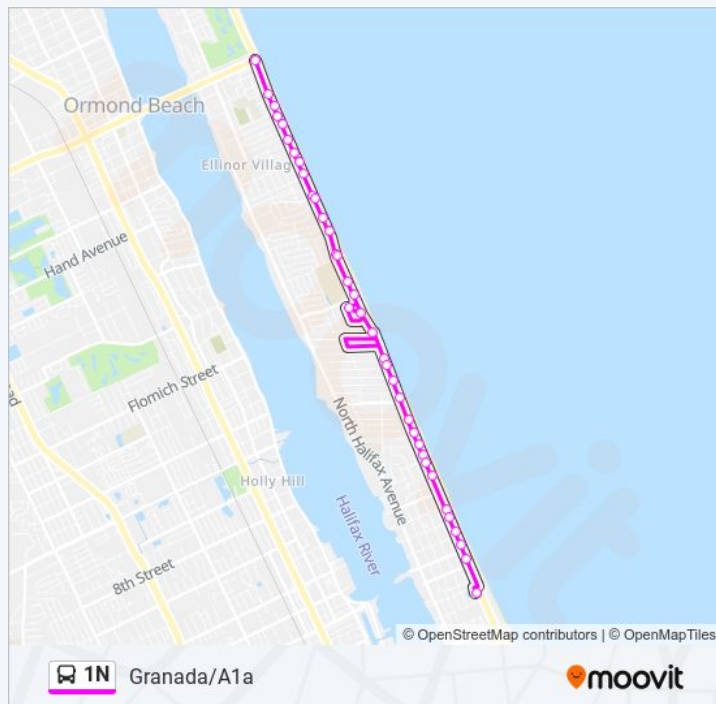 Ormond Beach
Ellinor Villag
Hand Avenue
Flomich Street
North Halifax Avenue
Holly Hill
Halifax River
8th Street
© OpenStreetMap contributors | © OpenMapTiles
1N Granada/A1a
moovit